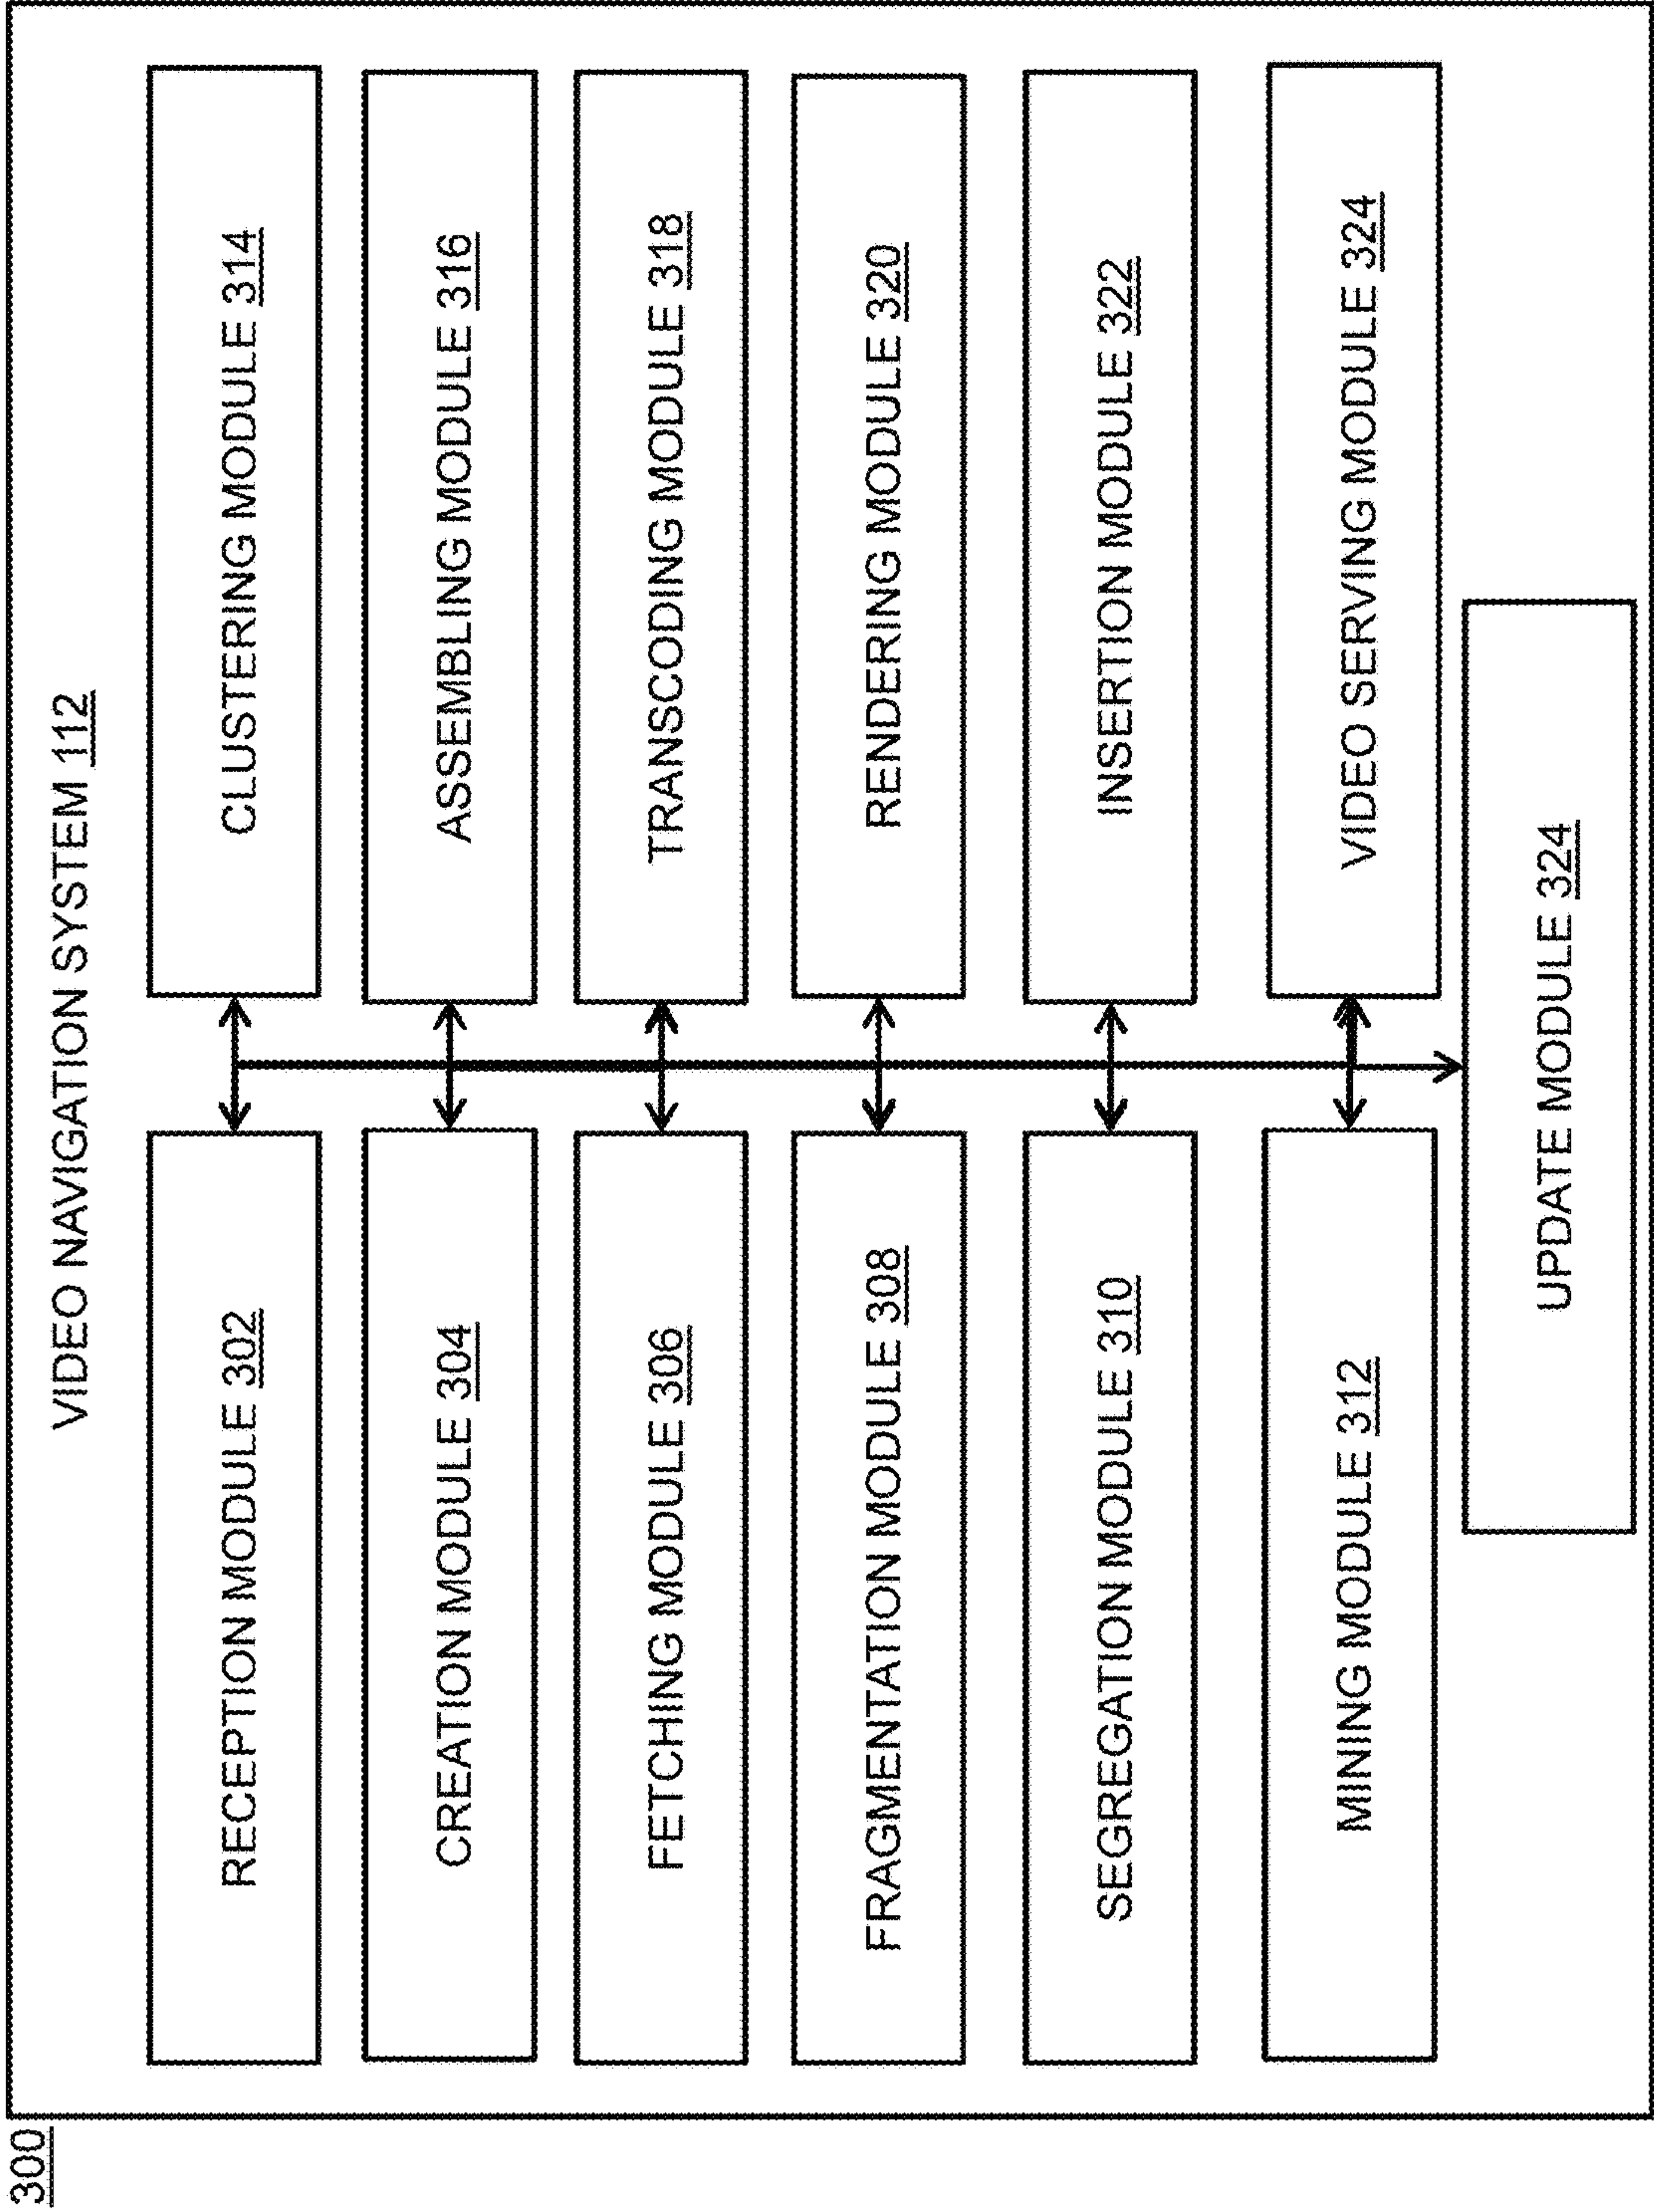 300
VIDEO NAVIGATION SYSTEM 112
RECEPTION MODULE 302
CLUSTERING MODULE 314
CREATION MODULE 304
ASSEMBLING MODULE 316
FETCHING MODULE 306
TRANSCODING MODULE 318
FRAGMENTATION MODULE 308
RENDERING MODULE 320
SEGREGATION MODULE 310
INSERTION MODULE 322
MINING MODULE 312
VIDEO SERVING MODULE 324
UPDATE MODULE 324